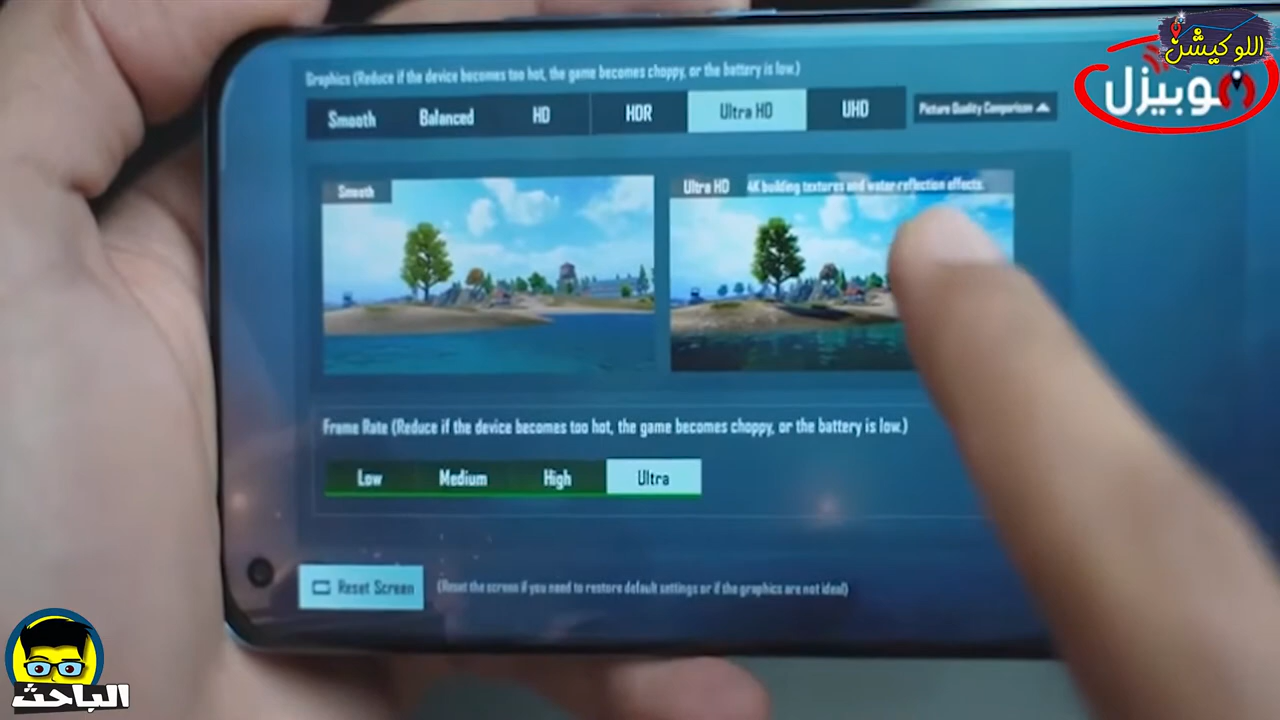 اللوكيشن
موبيزل
Graphics (Reduce if the device becomes too hot, the game becomes choppy, or the battery is low.)
Smooth Balanced HD HDR Ultra HD UHD Picture Quality Comparison
Smooth
Ultra HD 4K building textures and water reflection effects.
Frame Rate (Reduce if the device becomes too hot, the game becomes choppy, or the battery is low.)
Low Medium High Ultra
Reset Screen (Reset the screen if you need to restore default settings or if the graphics are not ideal)
الباحث